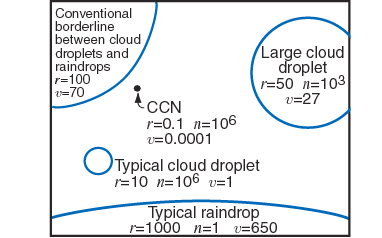 Conventional
borderline
between cloud
droplets and
raindrops
r=100
v=70
Large cloud
droplet
r=50 n=10³
v=27
CCN
r=0.1 n=10⁶
v=0.0001
Typical cloud droplet
r=10 n=10⁶ v=1
Typical raindrop
r=1000 n=1 v=650